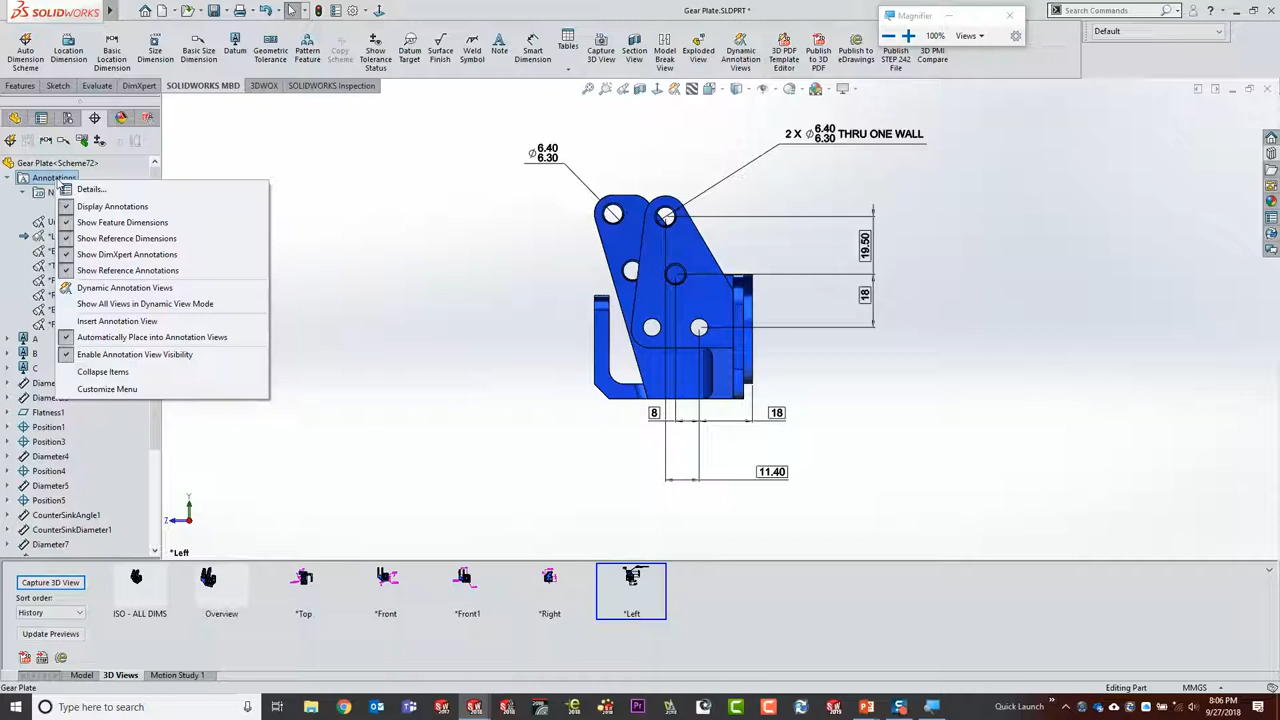 SOLIDWORKS
Gear Plate.SLDPRT *
Magnifier
100% Views
Search Commands
Auto Dimension Scheme
Location Dimension
Basic Location Dimension
Size Dimension
Basic Size Dimension
Datum
Geometric Tolerance
Pattern Feature
Copy Scheme
Show Tolerance Status
Datum Target
Surface Finish
Weld Symbol
Note
Smart Dimension
Tables
Capture 3D View
Section View
Model Break View
Exploded View
Dynamic Annotation Views
3D PDF Template Editor
Publish to 3D PDF
Publish to eDrawings
Publish STEP 242 File
3D PMI Compare
Default
Features Sketch Evaluate DimXpert SOLIDWORKS MBD 3DWOX SOLIDWORKS Inspection
Gear Plate<Scheme72>
Annotations
Details...
Display Annotations
Show Feature Dimensions
Show Reference Dimensions
Show DimXpert Annotations
Show Reference Annotations
Dynamic Annotation Views
Show All Views in Dynamic View Mode
Insert Annotation View
Automatically Place into Annotation Views
Enable Annotation View Visibility
Collapse Items
Customize Menu
A
B
C
Flatness1
Position1
Position3
Diameter4
Position4
Diameter5
Position5
CounterSinkAngle1
CounterSinkDiameter1
Diameter7
∅ 6.40
6.30
2 X ∅ 6.40
6.30 THRU ONE WALL
19.50
18
8
18
11.40
Y
Z
*Left
Capture 3D View
Sort order:
History
Update Previews
ISO - ALL DIMS
Overview
*Top
*Front
*Front1
*Right
*Left
Model 3D Views Motion Study 1
Gear Plate
Editing Part
MMGS
Type here to search
Quick Launch
8:06 PM
9/27/2018